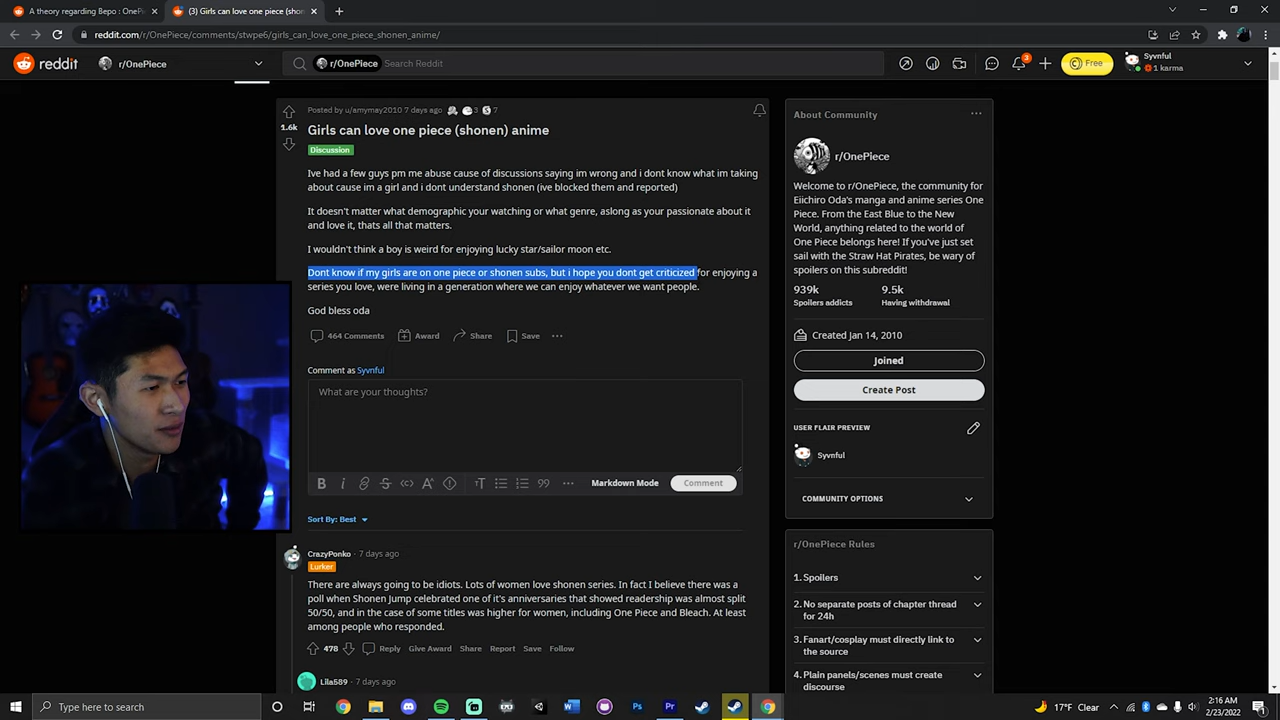 A theory regarding Bepo : OnePi
(3) Girls can love one piece (shon
reddit.com/r/OnePiece/comments/stwpe6/girls_can_love_one_piece_shonen_anime/
reddit
r/OnePiece
r/OnePiece Search Reddit
3
Free
Syvnful
1 karma
Posted by u/amymay2010 7 days ago
3
7
1.6k
Girls can love one piece (shonen) anime
Discussion
Ive had a few guys pm me abuse cause of discussions saying im wrong and i dont know what im taking
about cause im a girl and i dont understand shonen (ive blocked them and reported)
It doesn't matter what demographic your watching or what genre, aslong as your passionate about it
and love it, thats all that matters.
I wouldn't think a boy is weird for enjoying lucky star/sailor moon etc.
Dont know if my girls are on one piece or shonen subs, but i hope you dont get criticized for enjoying a
series you love, were living in a generation where we can enjoy whatever we want people.
God bless oda
464 Comments
Award
Share
Save
Comment as Syvnful
What are your thoughts?
Markdown Mode
Comment
Sort By: Best
CrazyPonko · 7 days ago
Lurker
There are always going to be idiots. Lots of women love shonen series. In fact I believe there was a
poll when Shonen Jump celebrated one of it's anniversaries that showed readership was almost split
50/50, and in the case of some titles was higher for women, including One Piece and Bleach. At least
among people who responded.
478
Reply
Give Award
Share
Report
Save
Follow
Lila589 · 7 days ago
About Community
r/OnePiece
Welcome to r/OnePiece, the community for
Eiichiro Oda's manga and anime series One
Piece. From the East Blue to the New
World, anything related to the world of
One Piece belongs here! If you've just set
sail with the Straw Hat Pirates, be wary of
spoilers on this subreddit!
939k
9.5k
Spoilers addicts
Having withdrawal
Created Jan 14, 2010
Joined
Create Post
USER FLAIR PREVIEW
Syvnful
COMMUNITY OPTIONS
r/OnePiece Rules
1. Spoilers
2. No separate posts of chapter thread
for 24h
3. Fanart/cosplay must directly link to
the source
4. Plain panels/scenes must create
discourse
Type here to search
17°F Clear
2:16 AM
2/23/2022